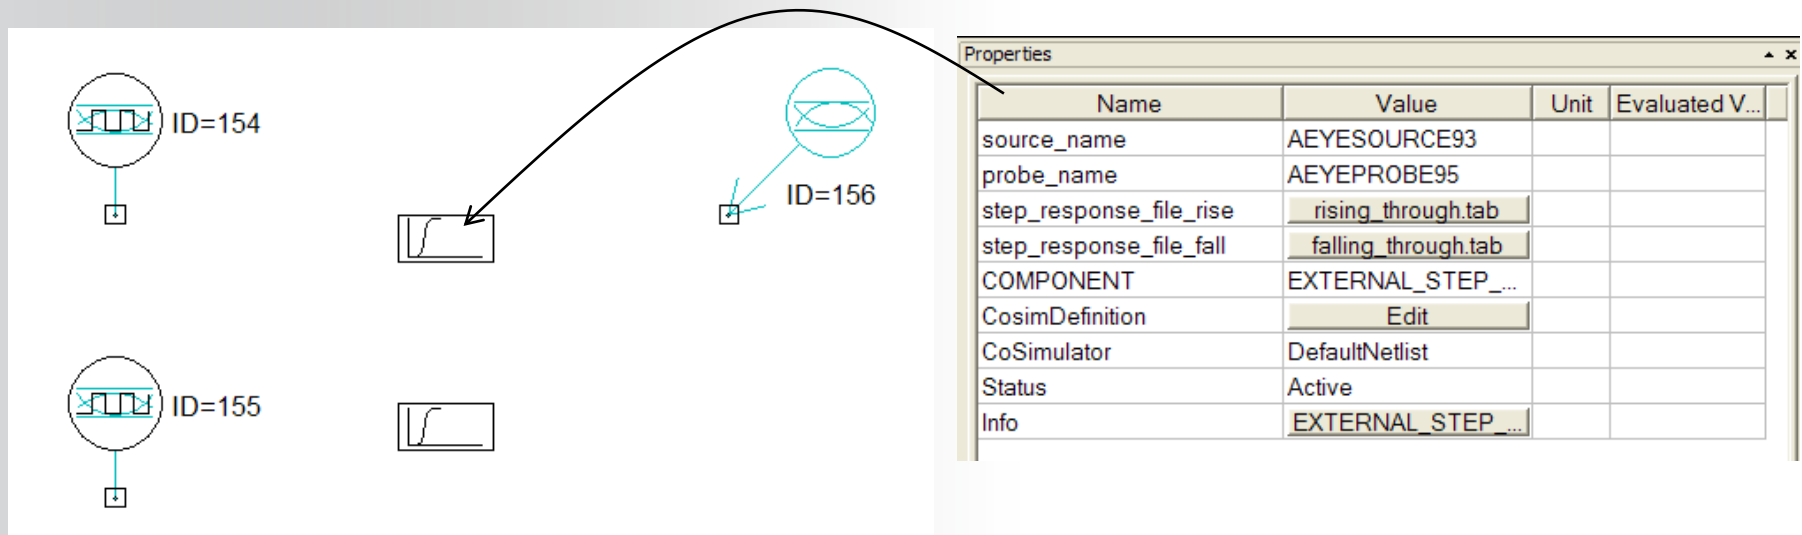 ID=154
ID=156
ID=155
Properties
Name Value Unit Evaluated V...
source_name AEYESOURCE93
probe_name AEYEPROBE95
step_response_file_rise rising_through.tab
step_response_file_fall falling_through.tab
COMPONENT EXTERNAL_STEP_...
CosimDefinition Edit
CoSimulator DefaultNetlist
Status Active
Info EXTERNAL_STEP_...